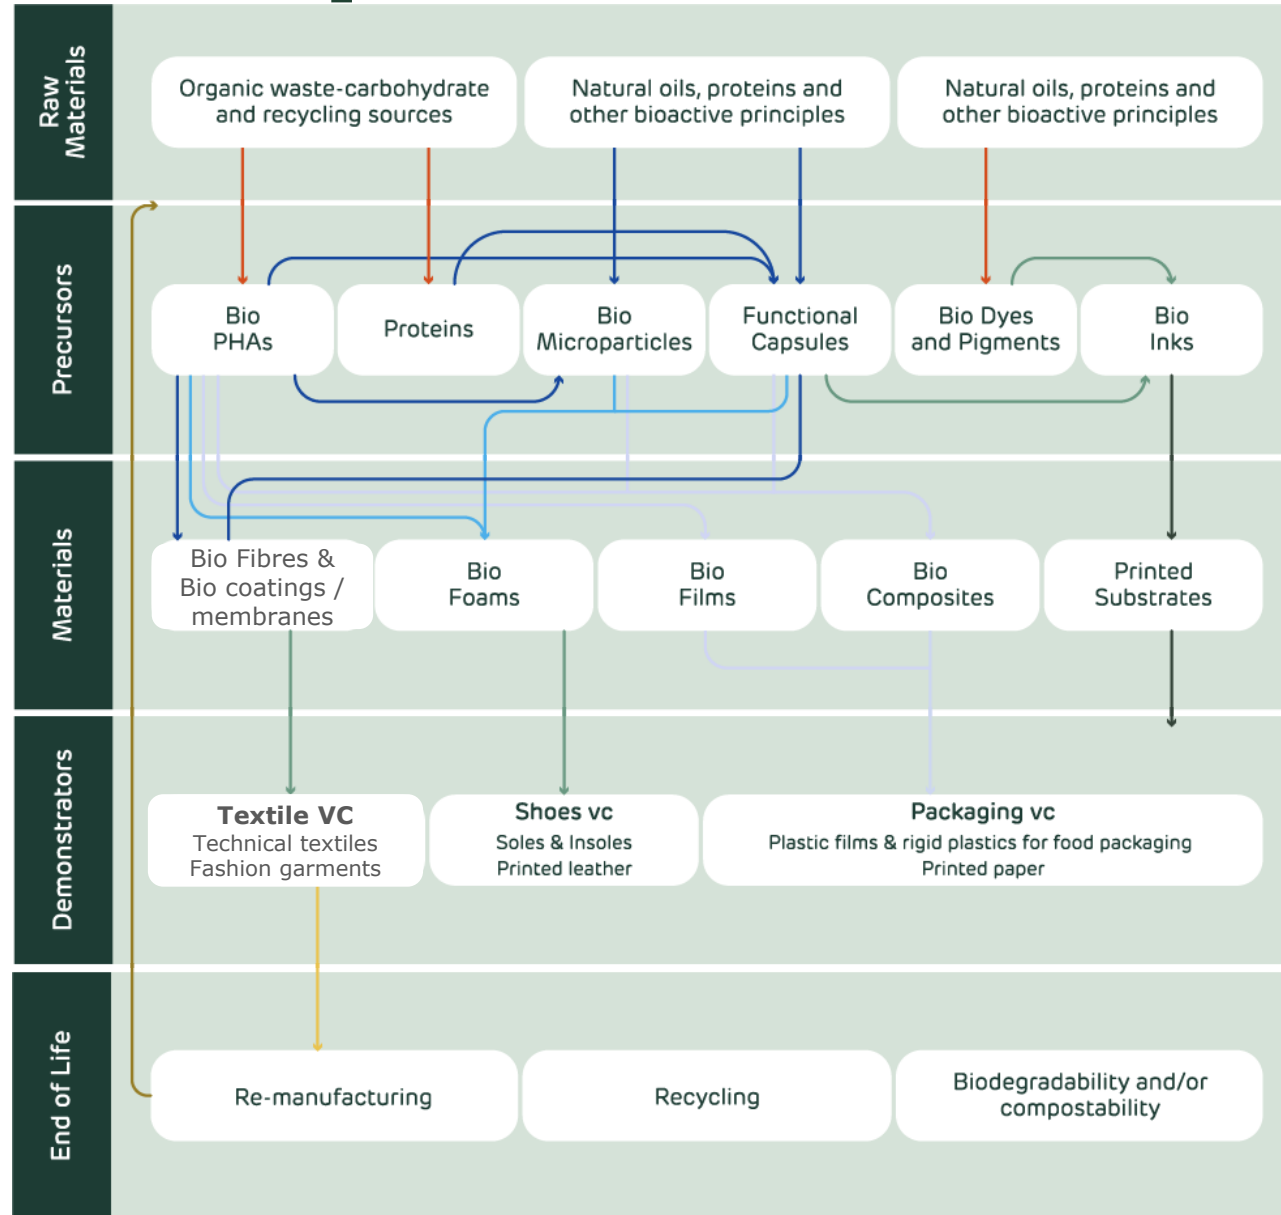 Raw
Materials
Organic waste-carbohydrate
and recycling sources
Natural oils, proteins and
other bioactive principles
Natural oils, proteins and
other bioactive principles
Precursors
Bio
PHAs
Proteins
Bio
Microparticles
Functional
Capsules
Bio Dyes
and Pigments
Bio
Inks
Materials
Bio Fibres &
Bio coatings /
membranes
Bio
Foams
Bio
Films
Bio
Composites
Printed
Substrates
Demonstrators
Textile VC
Technical textiles
Fashion garments
Shoes vc
Soles & Insoles
Printed leather
Packaging vc
Plastic films & rigid plastics for food packaging
Printed paper
End of Life
Re-manufacturing
Recycling
Biodegradability and/or
compostability